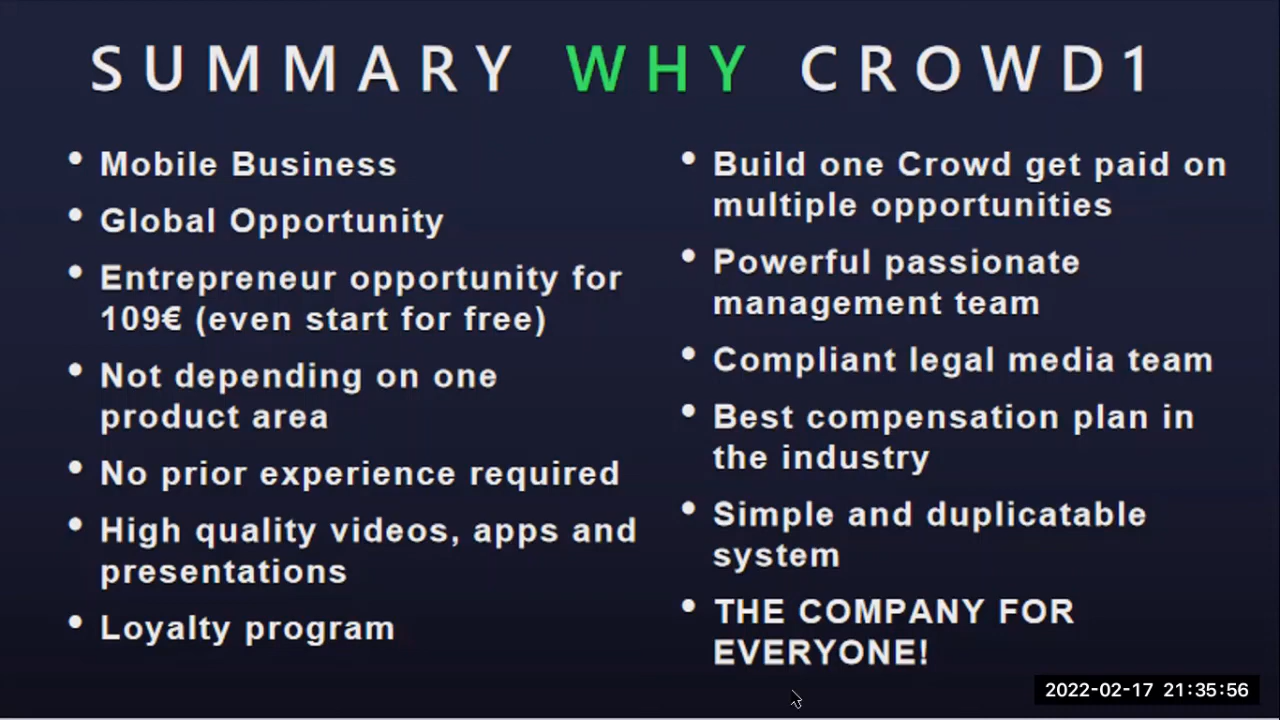 SUMMARY WHY CROWD1
• Mobile Business
• Global Opportunity
• Entrepreneur opportunity for
109€ (even start for free)
• Not depending on one
product area
• No prior experience required
• High quality videos, apps and
presentations
• Loyalty program
• Build one Crowd get paid on
multiple opportunities
• Powerful passionate
management team
• Compliant legal media team
• Best compensation plan in
the industry
• Simple and duplicatable
system
• THE COMPANY FOR
EVERYONE!
2022-02-17 21:35:56